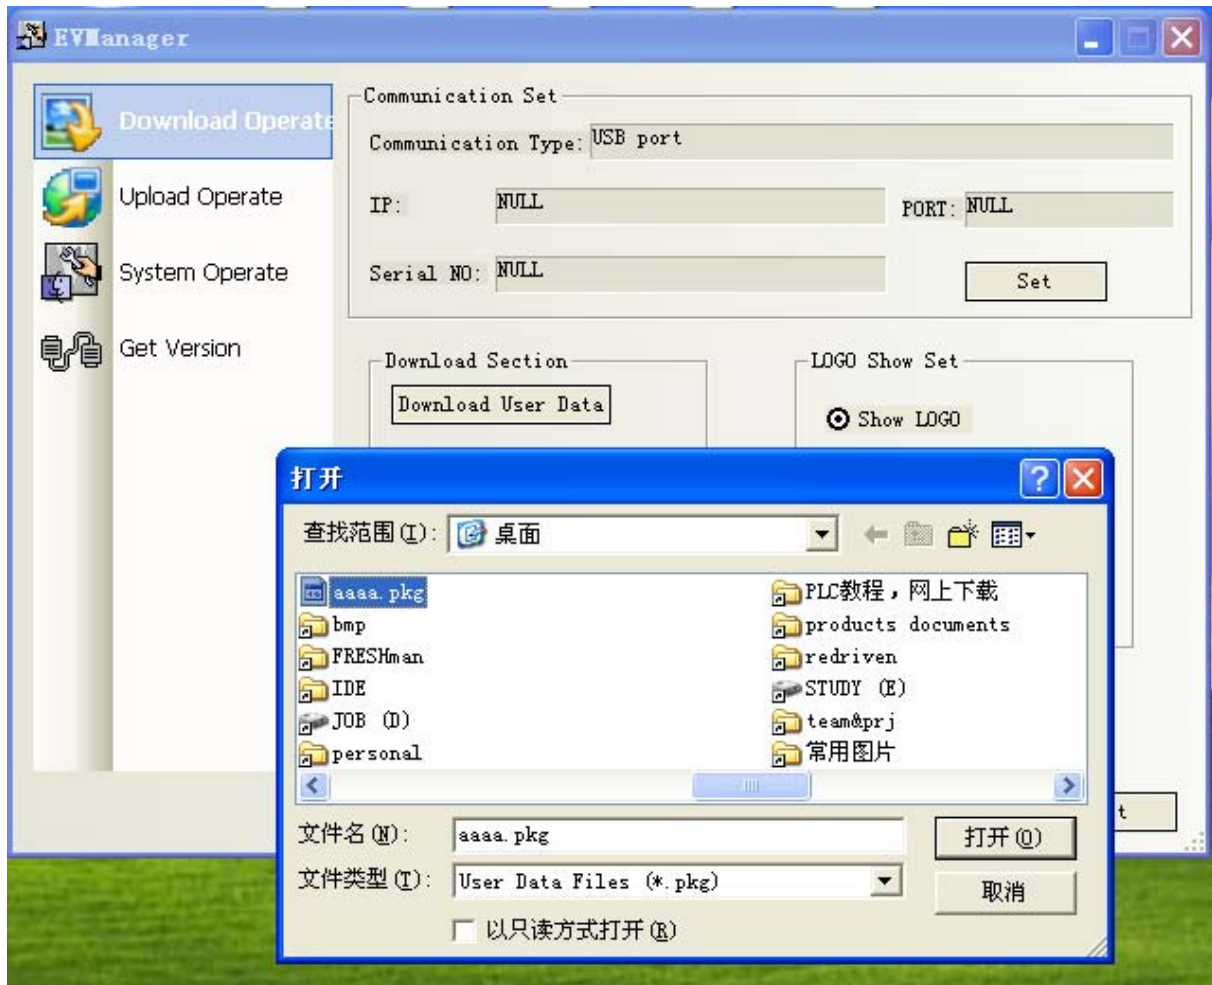 EVManager
Download Operate
Upload Operate
System Operate
Get Version
Communication Set
Communication Type: USB port
IP: NULL PORT: NULL
Serial NO: NULL Set
Download Section
Download User Data
LOGO Show Set
Show LOGO
打开
查找范围(I): 桌面
aaaa.pkg
bmp
FRESHman
IDE
JOB (D)
personal
PLC教程，网上下载
products documents
redriven
STUDY (E)
team&prj
常用图片
文件名(N): aaaa.pkg 打开(O)
文件类型(T): User Data Files (*.pkg) 取消
以只读方式打开(R)